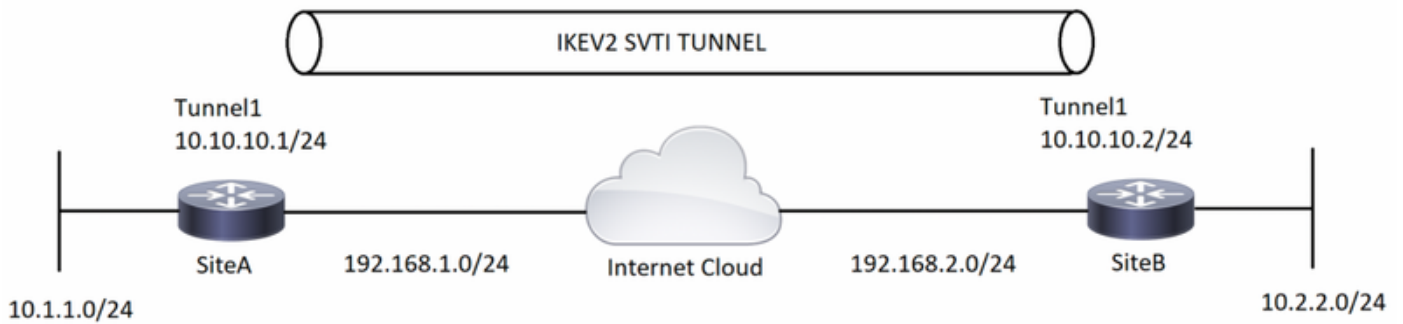 IKEV2 SVTI TUNNEL
Tunnel1
10.10.10.1/24
Tunnel1
10.10.10.2/24
SiteA
192.168.1.0/24
Internet Cloud
192.168.2.0/24
SiteB
10.1.1.0/24
10.2.2.0/24